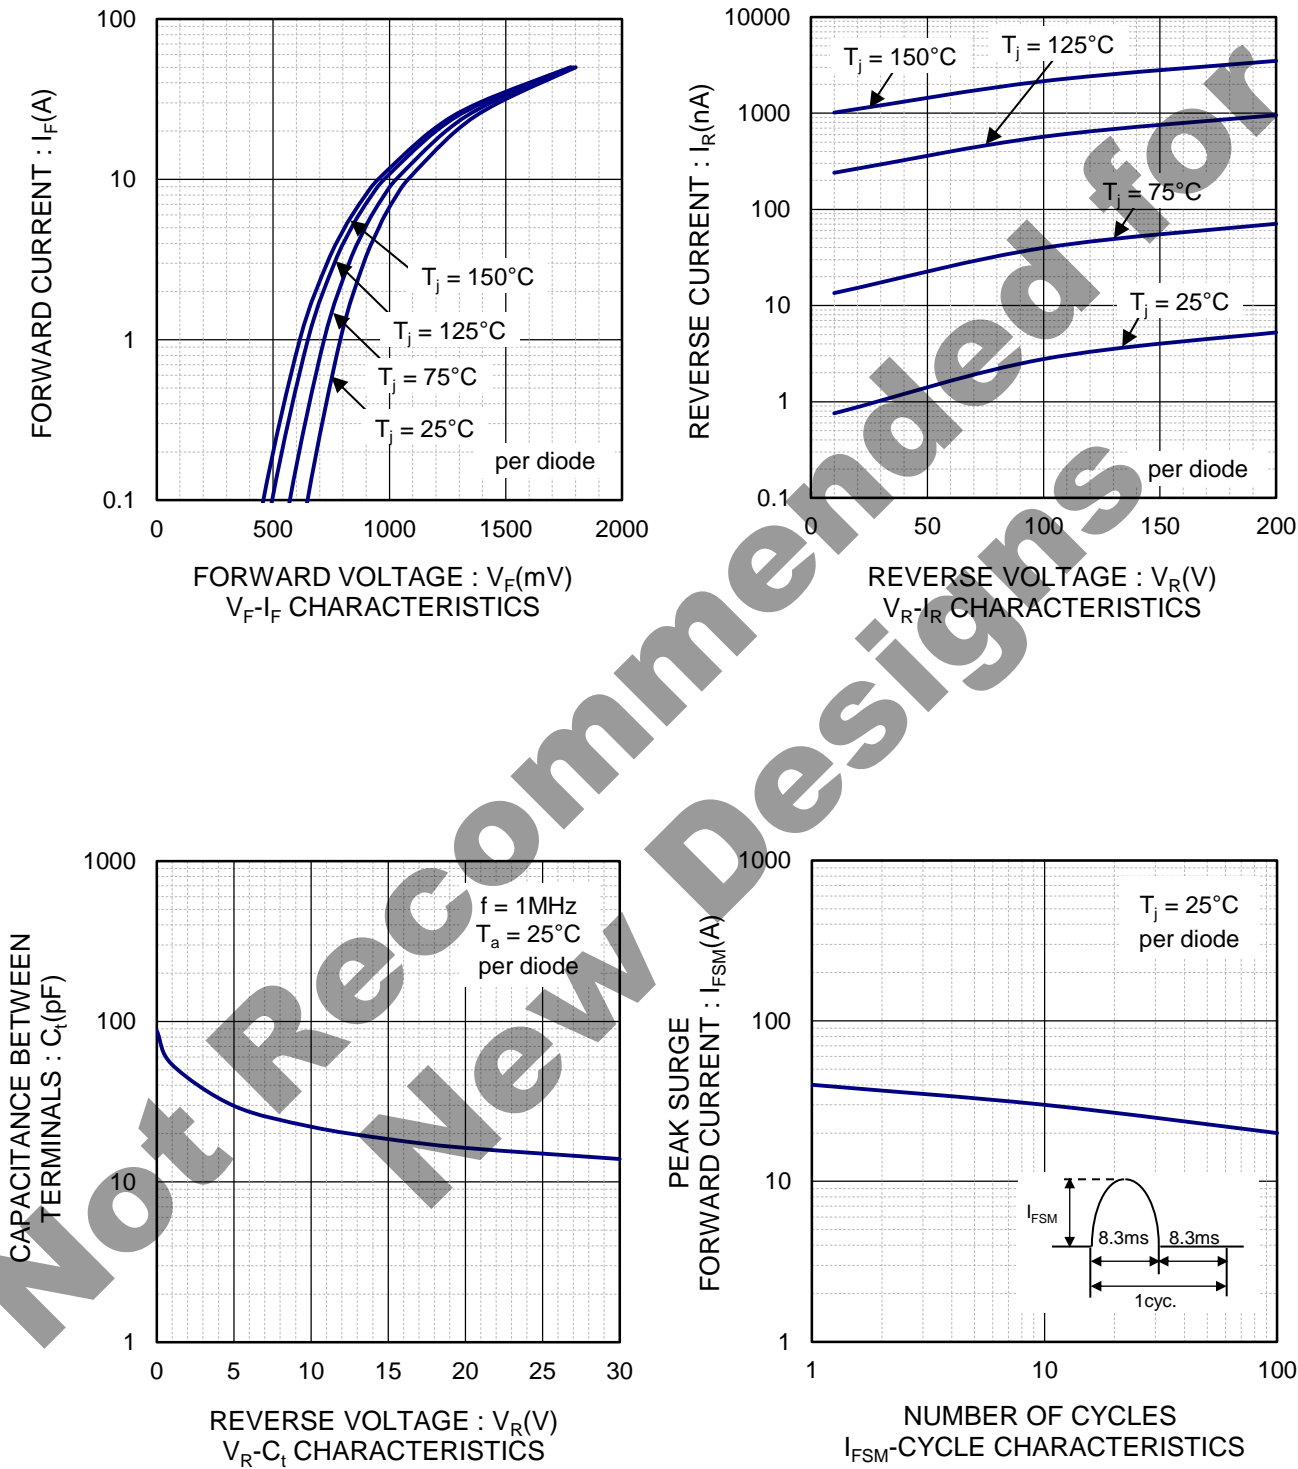 100
10
1
0.1
0
500
1000
1500
2000
FORWARD CURRENT : IF(A)
Tj = 150°C
Tj = 125°C
Tj = 75°C
Tj = 25°C
per diode
FORWARD VOLTAGE : VF(mV)
VF-IF CHARACTERISTICS
10000
1000
100
10
1
0.1
0
50
100
150
200
REVERSE CURRENT : IR(nA)
Tj = 150°C
Tj = 125°C
Tj = 75°C
Tj = 25°C
per diode
REVERSE VOLTAGE : VR(V)
VR-IR CHARACTERISTICS
1000
100
10
1
0
5
10
15
20
25
30
CAPACITANCE BETWEEN
TERMINALS : Ct(pF)
f = 1MHz
Ta = 25°C
per diode
REVERSE VOLTAGE : VR(V)
VR-Ct CHARACTERISTICS
1000
100
10
1
1
10
100
PEAK SURGE
FORWARD CURRENT : IFSM(A)
Tj = 25°C
per diode
IFSM
8.3ms
8.3ms
1cyc.
NUMBER OF CYCLES
IFSM-CYCLE CHARACTERISTICS
Not Recommended for
New Designs